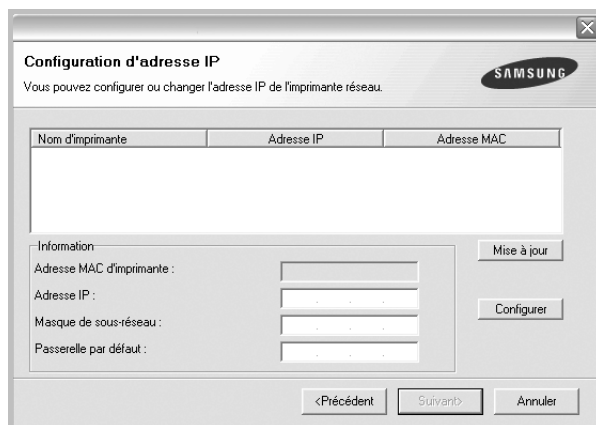 Configuration d'adresse IP
Vous pouvez configurer ou changer l'adresse IP de l'imprimante réseau.
SAMSUNG
Nom d'imprimante Adresse IP Adresse MAC
Information
Mise à jour
Adresse MAC d'imprimante :
Adresse IP :
Configurer
Masque de sous-réseau :
Passerelle par défaut :
<Précédent Suivant> Annuler